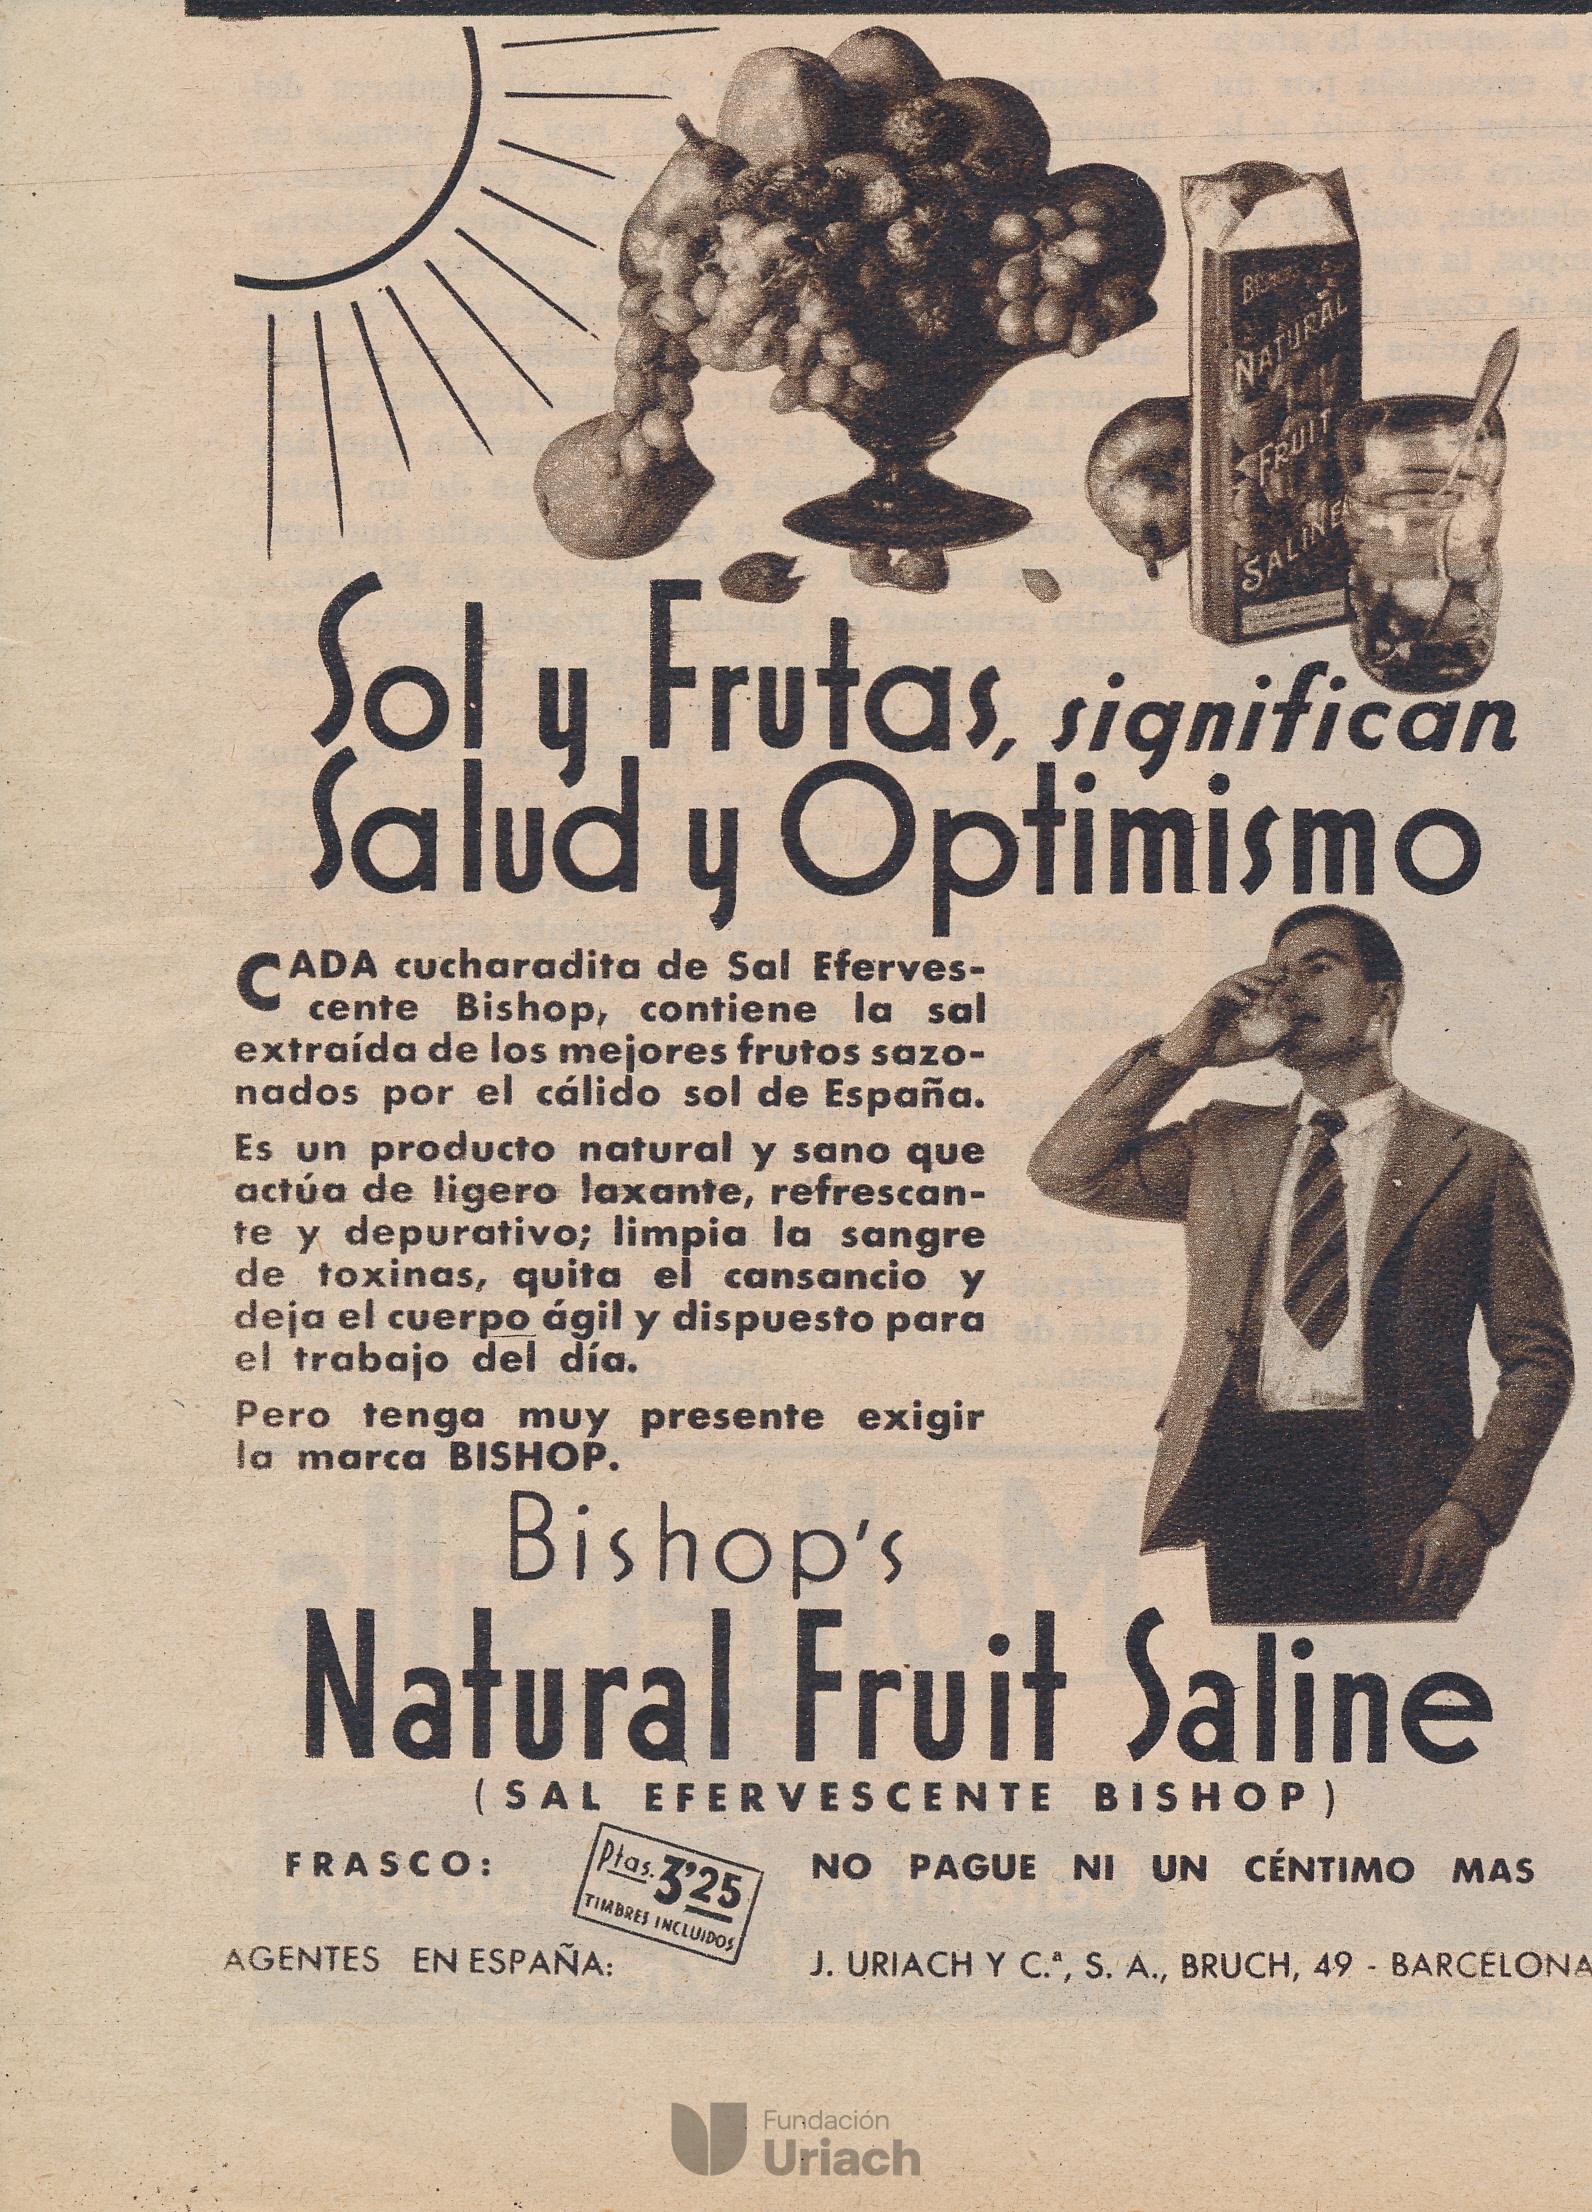 BISHOP'S
NATURAL
FRUIT
SALINE
Sol y Frutas, significan
Salud y Optimismo
CADA cucharadita de Sal Eferves-
cente Bishop, contiene la sal
extraída de los mejores frutos sazo-
nados por el cálido sol de España.
Es un producto natural y sano que
actúa de ligero laxante, refrescan-
te y depurativo; limpia la sangre
de toxinas, quita el cansancio y
deja el cuerpo ágil y dispuesto para
el trabajo del día.
Pero tenga muy presente exigir
la marca BISHOP.
Bishop's
Natural Fruit Saline
(SAL EFERVESCENTE BISHOP)
FRASCO: Ptas. 3'25 NO PAGUE NI UN CÉNTIMO MAS
TIMBRES INCLUIDOS
AGENTES EN ESPAÑA: J. URIACH Y C.ª, S. A., BRUCH, 49 - BARCELONA
Fundación
Uriach